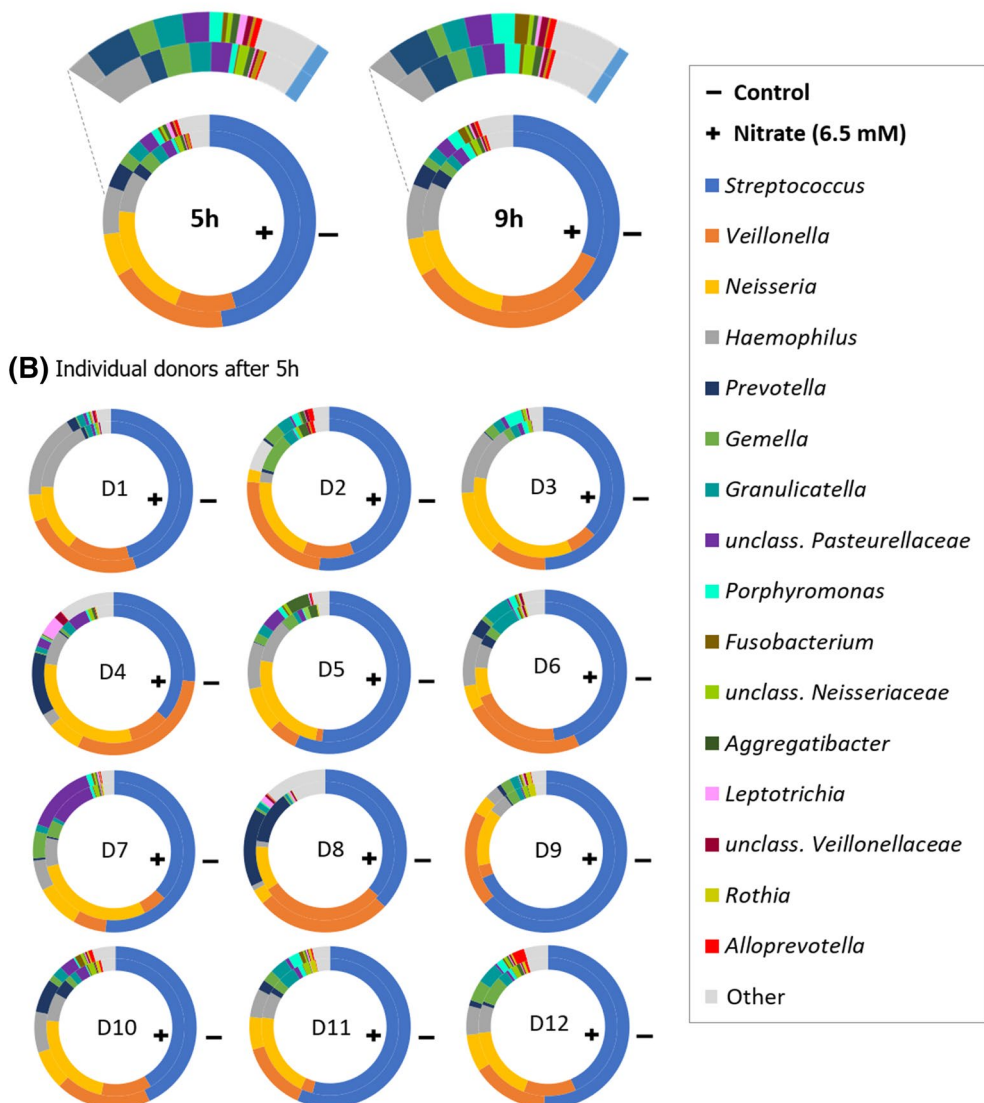 5h
+
−
9h
+
−
− Control
+ Nitrate (6.5 mM)
Streptococcus
Veillonella
Neisseria
Haemophilus
Prevotella
Gemella
Granulicatella
unclass. Pasteurellaceae
Porphyromonas
Fusobacterium
unclass. Neisseriaceae
Aggregatibacter
Leptotrichia
unclass. Veillonellaceae
Rothia
Alloprevotella
Other
(B) Individual donors after 5h
D1 + −
D2 + −
D3 + −
D4 + −
D5 + −
D6 + −
D7 + −
D8 + −
D9 + −
D10 + −
D11 + −
D12 + −